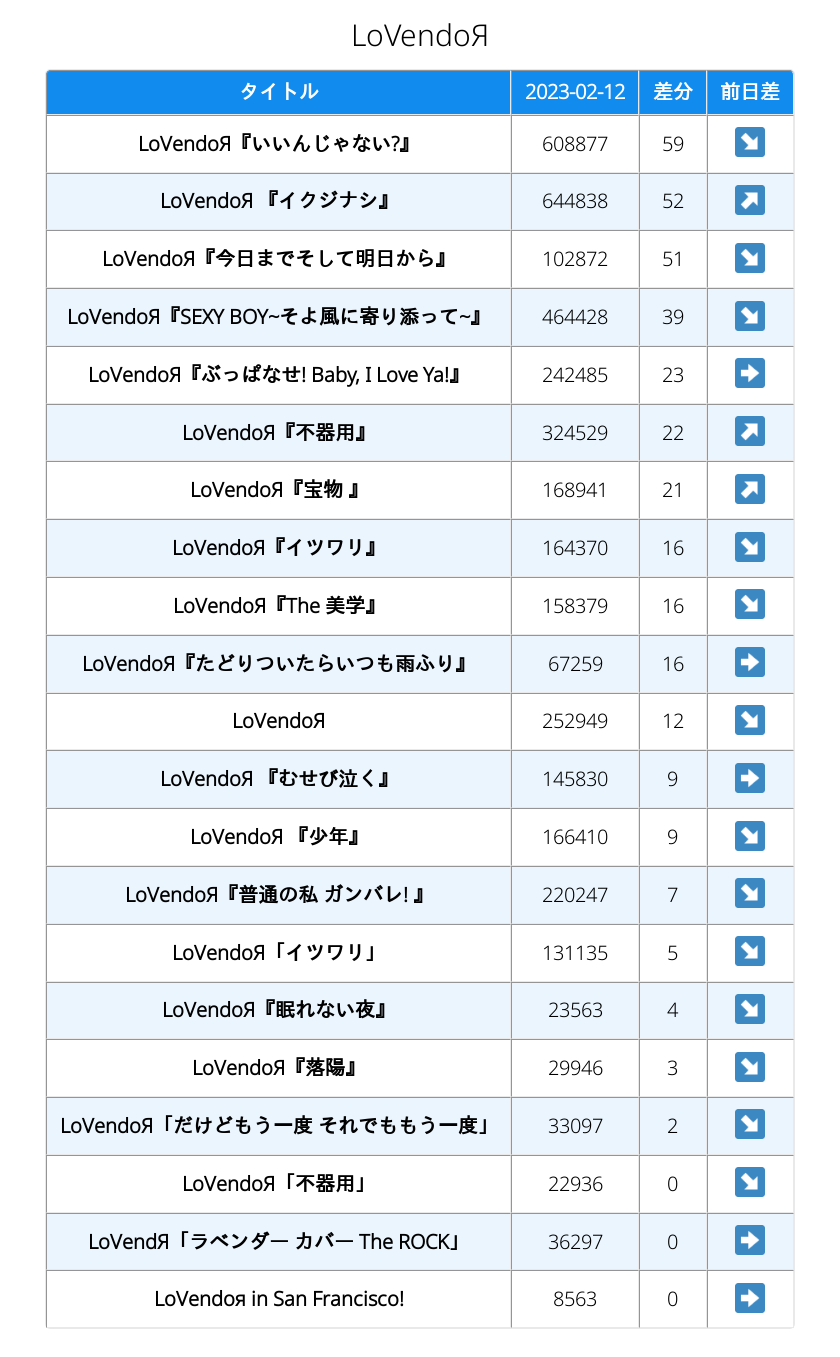 LoVendoЯ
タイトル 2023-02-12 差分 前日差
LoVendoЯ『いいんじゃない?』 608877 59 ↘
LoVendoЯ 『イクジナシ』 644838 52 ↗
LoVendoЯ『今日までそして明日から』 102872 51 ↘
LoVendoЯ『SEXY BOY~そよ風に寄り添って~』 464428 39 ↘
LoVendoЯ『ぶっぱなせ! Baby, I Love Ya!』 242485 23 ➡
LoVendoЯ『不器用』 324529 22 ↗
LoVendoЯ『宝物 』 168941 21 ↗
LoVendoЯ『イツワリ』 164370 16 ↘
LoVendoЯ『The 美学』 158379 16 ↘
LoVendoЯ『たどりついたらいつも雨ふり』 67259 16 ➡
LoVendoЯ 252949 12 ↘
LoVendoЯ 『むせび泣く』 145830 9 ➡
LoVendoЯ 『少年』 166410 9 ↘
LoVendoЯ『普通の私 ガンバレ! 』 220247 7 ↘
LoVendoЯ「イツワリ」 131135 5 ↘
LoVendoЯ『眠れない夜』 23563 4 ↘
LoVendoЯ『落陽』 29946 3 ↘
LoVendoЯ「だけどもう一度 それでももう一度」 33097 2 ↘
LoVendoЯ「不器用」 22936 0 ↘
LoVendЯ「ラベンダー カバー The ROCK」 36297 0 ➡
LoVendoя in San Francisco! 8563 0 ➡